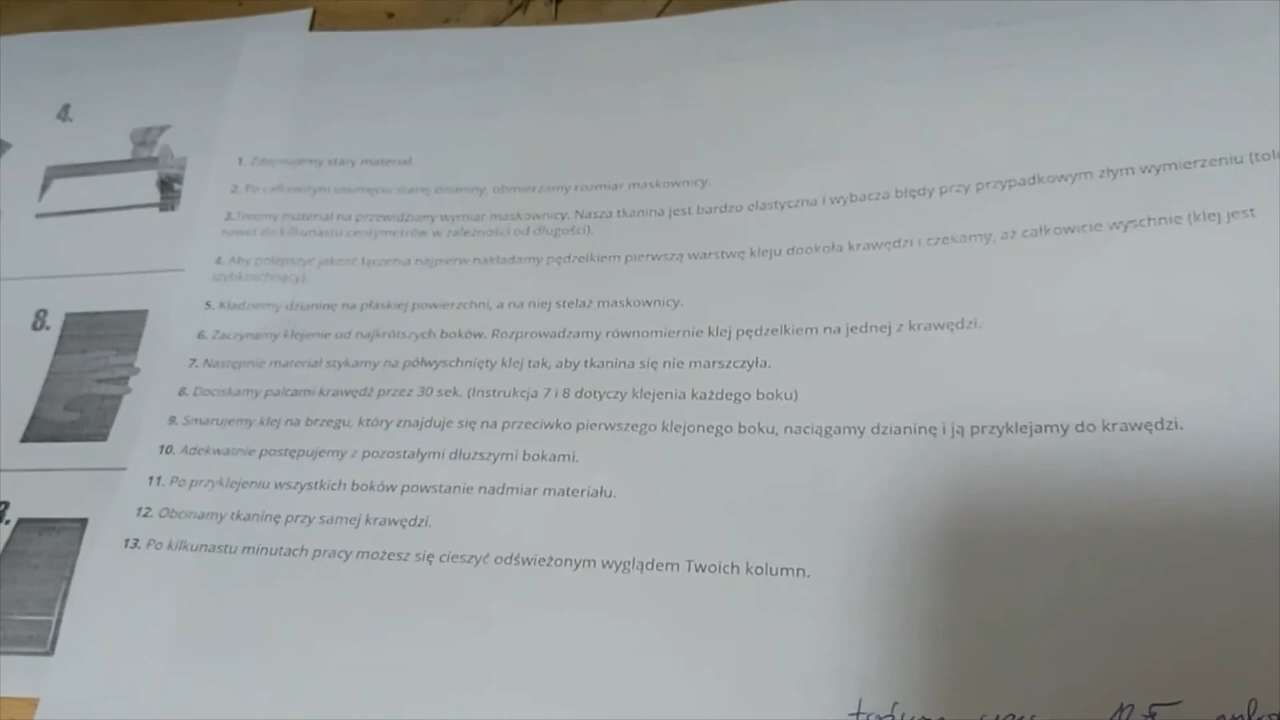 4.
8.
1. Zdejmujemy stary materiał.
2. Po całkowitym usunięciu starej dzianiny, obmierzamy rozmiar maskownicy.
3. Tniemy materiał na przewidziany wymiar maskownicy. Nasza tkanina jest bardzo elastyczna i wybacza błędy przy przypadkowym złym wymierzeniu
nawet do kilkunastu centymetrów w zależności od długości).
4. Aby polepszyć jakość łączenia najpierw nakładamy pędzelkiem pierwszą warstwę kleju dookoła krawędzi i czekamy, aż całkowicie wyschnie (klej jest
szybkoschnący).
5. Kładziemy dzianinę na płaskiej powierzchni, a na niej stelaż maskownicy.
6. Zaczynamy klejenie od najkrótszych boków. Rozprowadzamy równomiernie klej pędzelkiem na jednej z krawędzi.
7. Następnie materiał stykamy na półwyschnięty klej tak, aby tkanina się nie marszczyła.
8. Dociskamy palcami krawędź przez 30 sek. (Instrukcja 7 i 8 dotyczy klejenia każdego boku)
9. Smarujemy klej na brzegu, który znajduje się na przeciwko pierwszego klejonego boku, naciągamy dzianinę i ją przyklejamy do krawędzi.
10. Adekwatnie postępujemy z pozostałymi dłuższymi bokami.
11. Po przyklejeniu wszystkich boków powstanie nadmiar materiału.
12. Obcinamy tkaninę przy samej krawędzi.
13. Po kilkunastu minutach pracy możesz się cieszyć odświeżonym wyglądem Twoich kolumn.